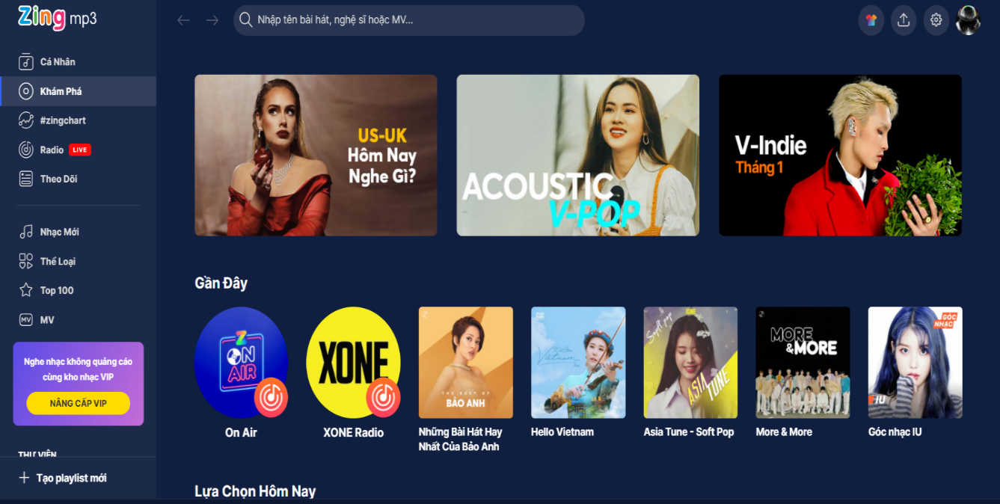 Zing mp3
Nhập tên bài hát, nghệ sĩ hoặc MV...
Cá Nhân
Khám Phá
#zingchart
Radio LIVE
Theo Dõi
Nhạc Mới
Thể Loại
Top 100
MV MV
Nghe nhạc không quảng cáo
cùng kho nhạc VIP
NÂNG CẤP VIP
THƯ VIỆN
Tạo playlist mới
US-UK
Hôm Nay
Nghe Gì?
ACOUSTIC
V-POP
V-Indie
Tháng 1
Gần Đây
Z
ON
AIR
On Air
XONE
XONE Radio
THE BEST OF
BẢO ANH
Những Bài Hát Hay
Nhất Của Bảo Anh
Vietnam
Hello Vietnam
XONE
Soft pop
ASIA TUNE
Asia Tune - Soft Pop
MORE
&MORE
More & More
GÓC
NHẠC
IU
Góc nhạc IU
Lựa Chọn Hôm Nay